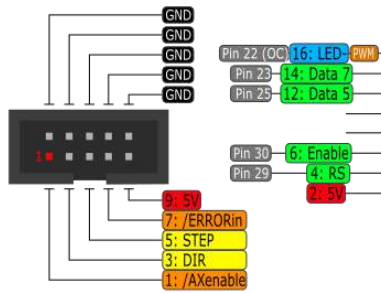 GND
GND
GND
GND
GND
1
9: 5V
7: /ERRORin
5: STEP
3: DIR
1: /AXenable
Pin 22 (OC) 16: LED- PWM
Pin 23 14: Data 7
Pin 25 12: Data 5
Pin 30 6: Enable
Pin 29 4: RS
2: 5V